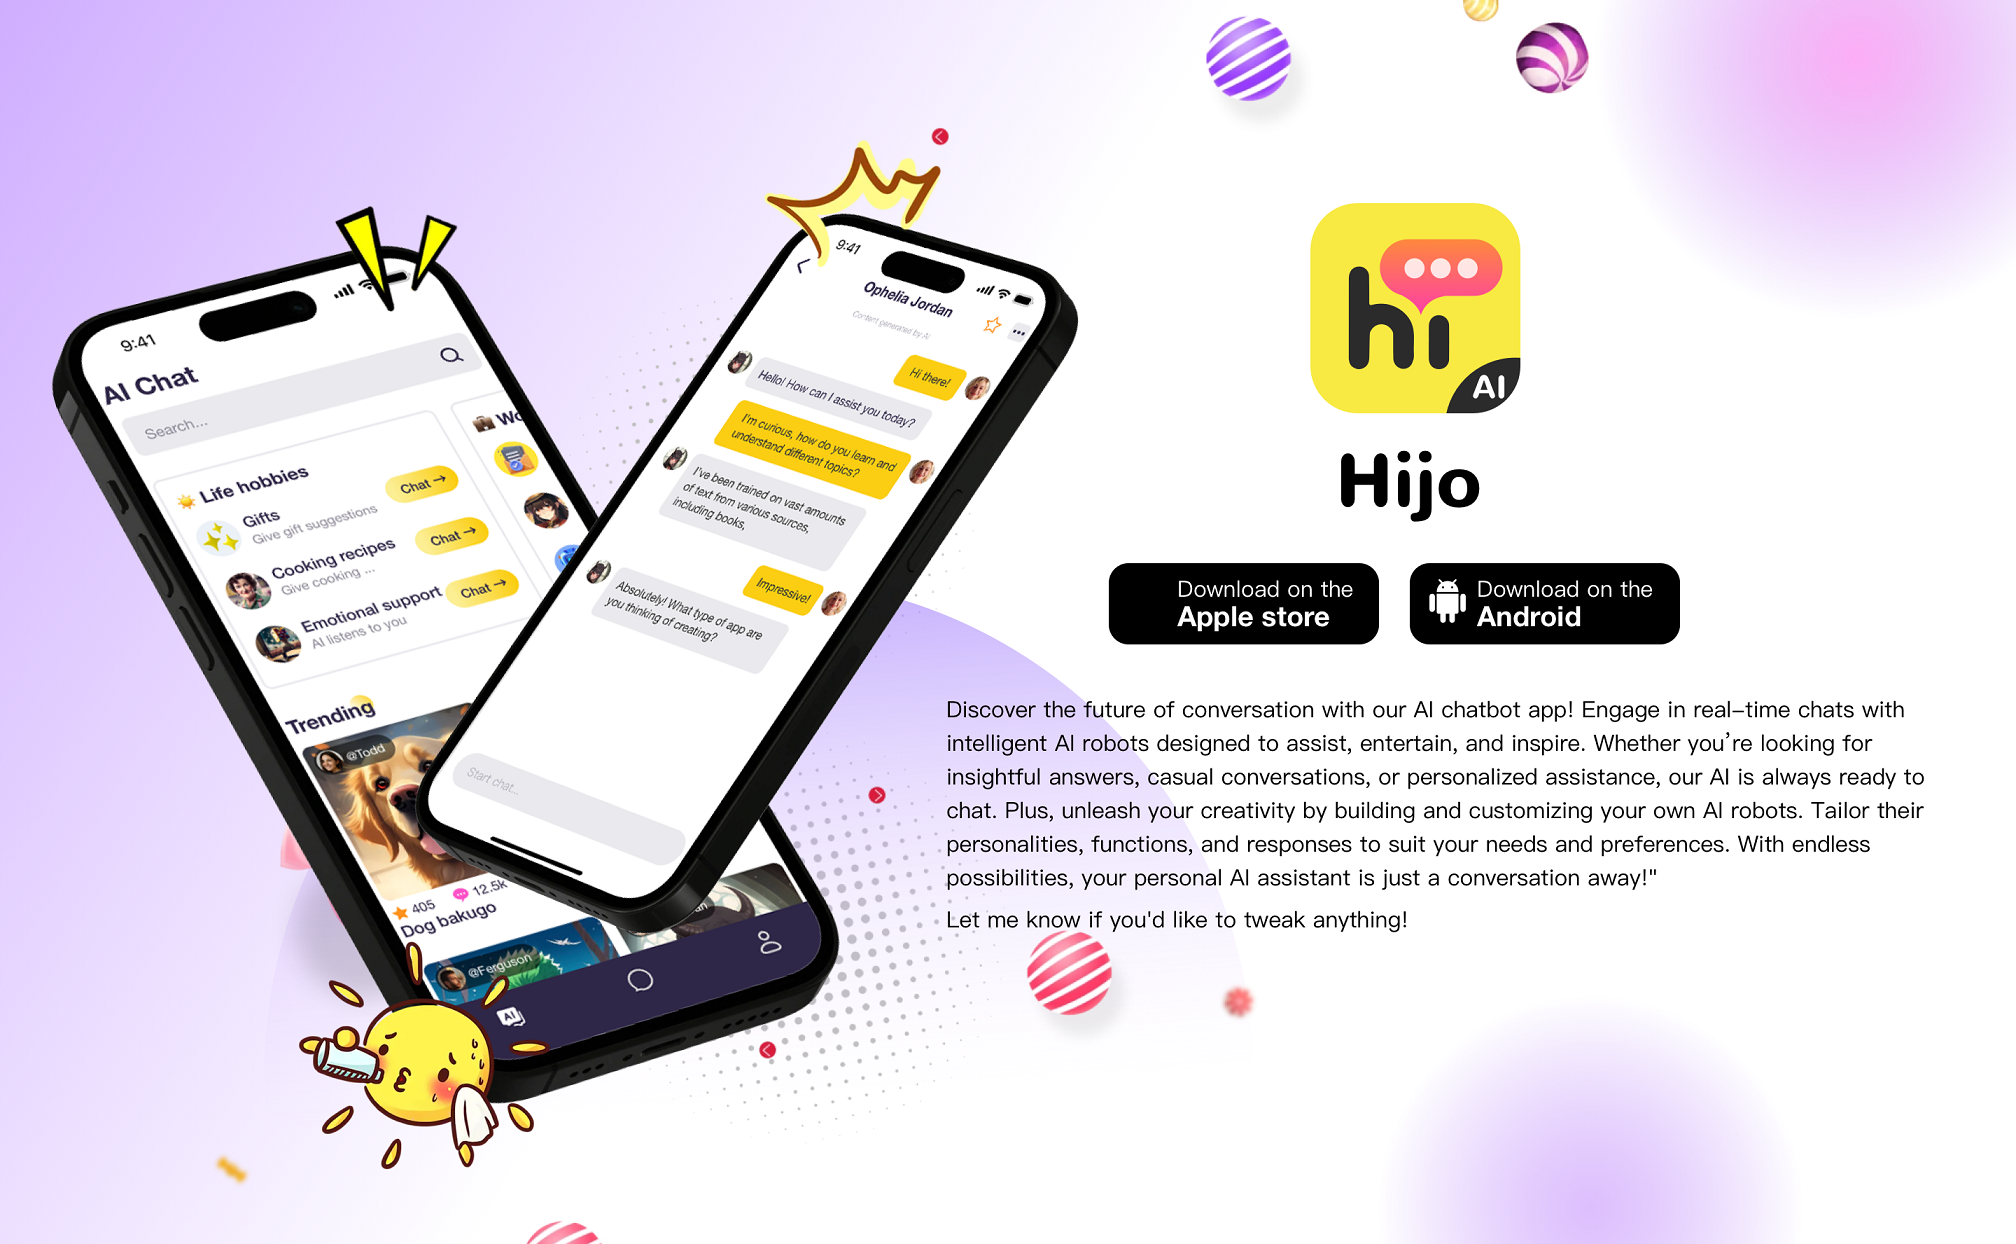 9:41
AI Chat
Search...
Life hobbies
Gifts
Give gift suggestions
Chat →
Cooking recipes
Give cooking ...
Chat →
Emotional support
AI listens to you
Chat →
Trending
@Todd
405
12.5k
Dog bakugo
@Ferguson
AI
9:41
Ophelia Jordan
Content generated by AI
Hi there!
Hello! How can I assist you today?
I'm curious, how do you learn and
understand different topics?
I've been trained on vast amounts
of text from various sources,
including books,
Impressive!
Absolutely! What type of app are
you thinking of creating?
Start chat...
hi
AI
Hijo
Download on the
Apple store
Download on the
Android
Discover the future of conversation with our AI chatbot app! Engage in real-time chats with
intelligent AI robots designed to assist, entertain, and inspire. Whether you're looking for
insightful answers, casual conversations, or personalized assistance, our AI is always ready to
chat. Plus, unleash your creativity by building and customizing your own AI robots. Tailor their
personalities, functions, and responses to suit your needs and preferences. With endless
possibilities, your personal AI assistant is just a conversation away!"
Let me know if you'd like to tweak anything!